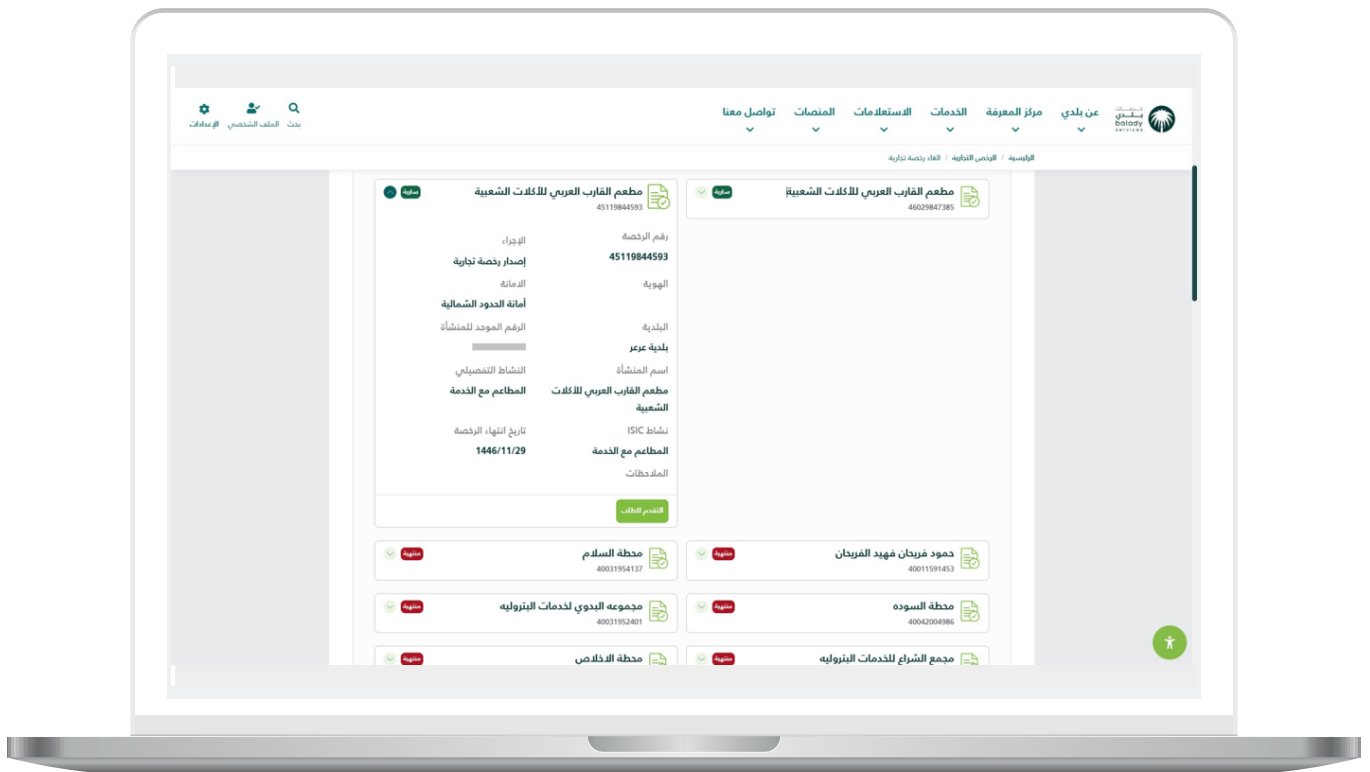 خدمات
بلدي
balady
services
عن بلدي
مركز المعرفة
الخدمات
الاستعلامات
المنصات
تواصل معنا
بحث
الملف الشخصي
الإعدادات
الرئيسية / الرخص التجارية / الغاء رخصة تجارية
مطعم القارب العربي للأكلات الشعبية
سارية
46029847385
مطعم القارب العربي للأكلات الشعبية
سارية
45119844593
رقم الرخصة
45119844593
الإجراء
إصدار رخصة تجارية
الهوية
الامانة
أمانة الحدود الشمالية
البلدية
بلدية عرعر
الرقم الموحد للمنشأة
اسم المنشأة
مطعم القارب العربي للأكلات
الشعبية
النشاط التفصيلي
المطاعم مع الخدمة
نشاط ISIC
المطاعم مع الخدمة
تاريخ انتهاء الرخصة
1446/11/29
الملاحظات
التقدم للطلب
حمود فريحان فهيد الفريحان
منتهية
40011591453
محطة السلام
منتهية
40031954137
محطة السوده
منتهية
40042004986
مجموعه البدوي لخدمات البتروليه
منتهية
40031952401
مجمع الشراع للخدمات البتروليه
منتهية
محطة الاخلاص
منتهية